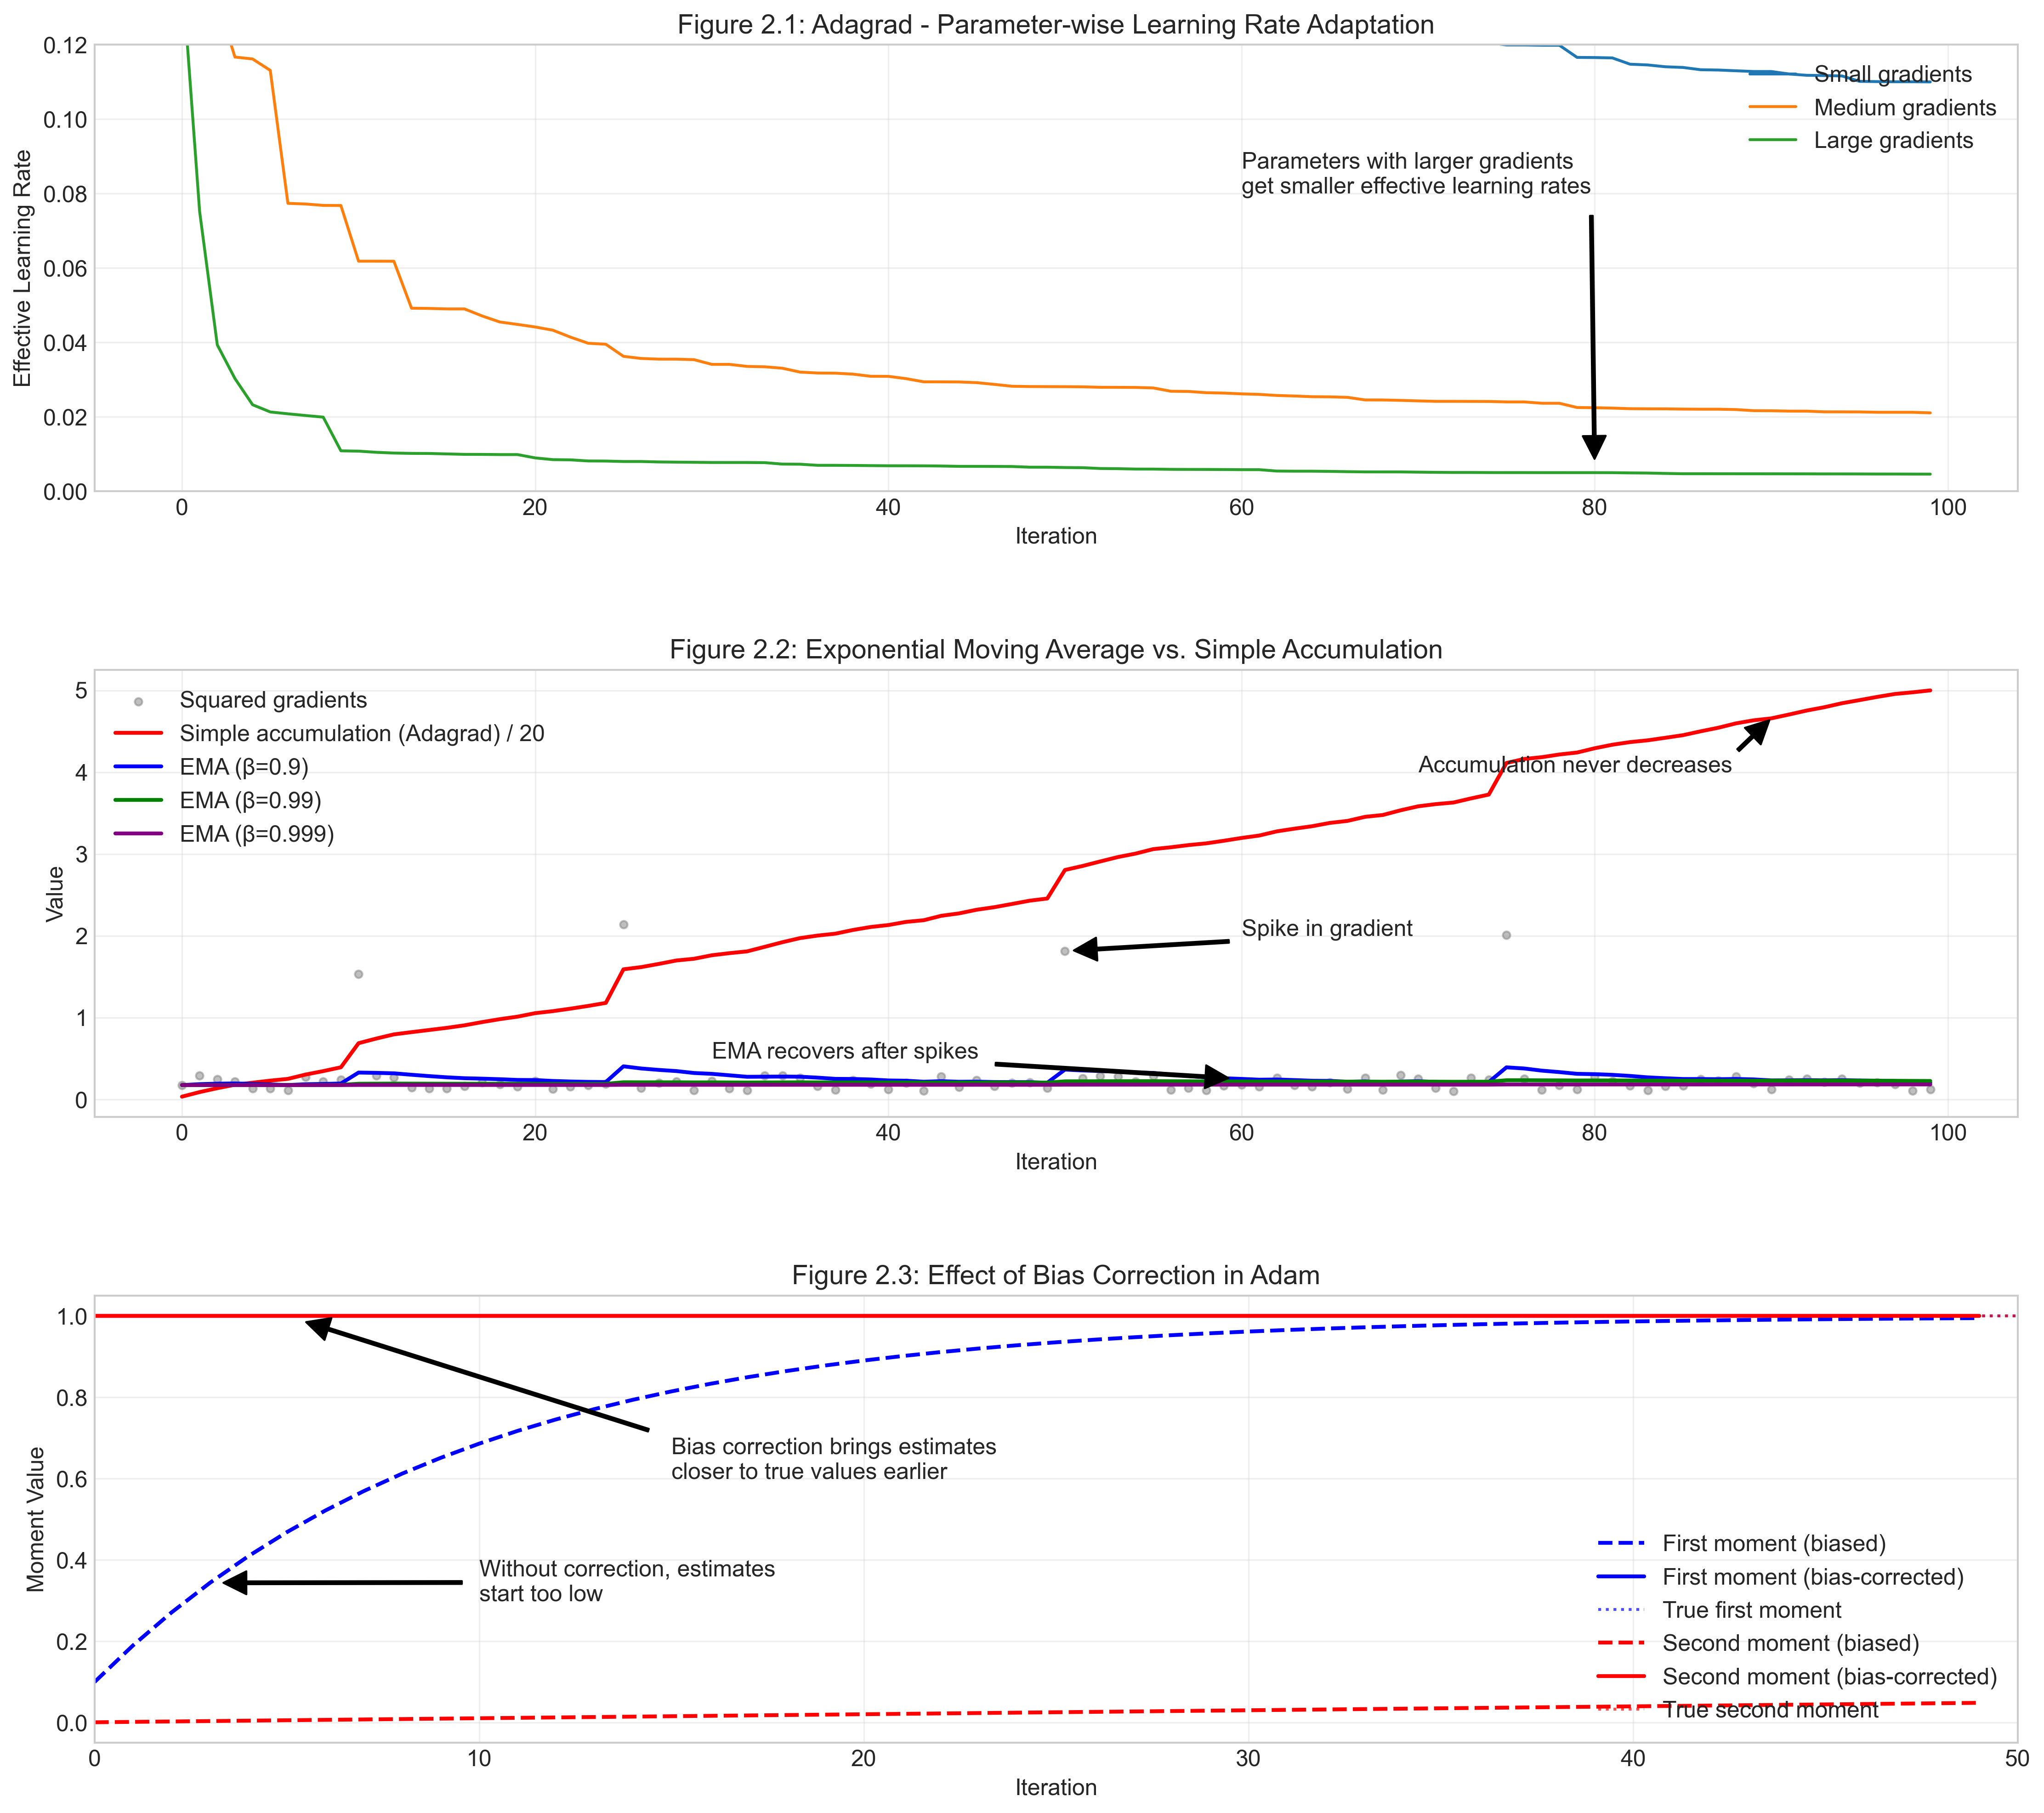 Figure 2.1: Adagrad - Parameter-wise Learning Rate Adaptation
0.12
0.10
0.08
0.06
0.04
0.02
0.00
Effective Learning Rate
Small gradients
Medium gradients
Large gradients
Parameters with larger gradients
get smaller effective learning rates
0 20 40 60 80 100
Iteration
Figure 2.2: Exponential Moving Average vs. Simple Accumulation
5
4
3
2
1
0
Value
Squared gradients
Simple accumulation (Adagrad) / 20
EMA (β=0.9)
EMA (β=0.99)
EMA (β=0.999)
Accumulation never decreases
Spike in gradient
EMA recovers after spikes
0 20 40 60 80 100
Iteration
Figure 2.3: Effect of Bias Correction in Adam
1.0
0.8
0.6
0.4
0.2
0.0
Moment Value
Bias correction brings estimates
closer to true values earlier
Without correction, estimates
start too low
First moment (biased)
First moment (bias-corrected)
True first moment
Second moment (biased)
Second moment (bias-corrected)
True second moment
0 10 20 30 40 50
Iteration